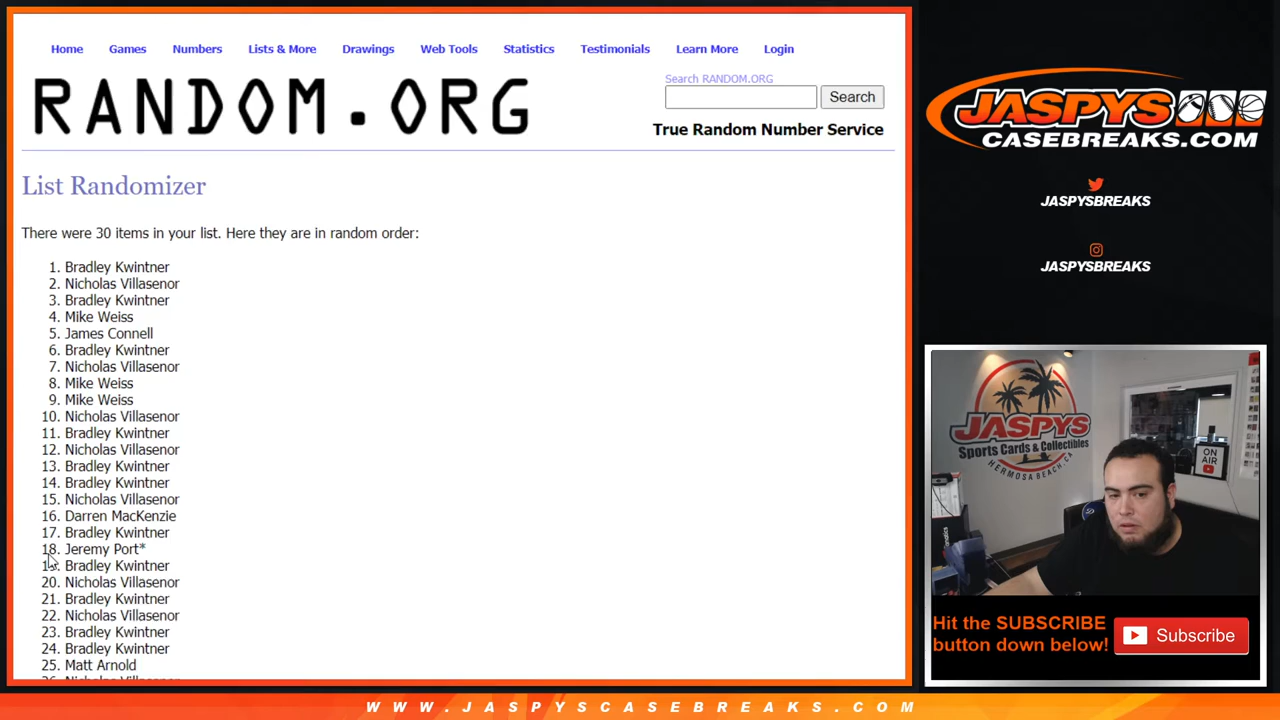 Home Games Numbers Lists & More Drawings Web Tools Statistics Testimonials Learn More Login
RANDOM.ORG
Search RANDOM.ORG
Search
True Random Number Service
List Randomizer
There were 30 items in your list. Here they are in random order:
1. Bradley Kwintner
2. Nicholas Villasenor
3. Bradley Kwintner
4. Mike Weiss
5. James Connell
6. Bradley Kwintner
7. Nicholas Villasenor
8. Mike Weiss
9. Mike Weiss
10. Nicholas Villasenor
11. Bradley Kwintner
12. Nicholas Villasenor
13. Bradley Kwintner
14. Bradley Kwintner
15. Nicholas Villasenor
16. Darren MacKenzie
17. Bradley Kwintner
18. Jeremy Port*
19. Bradley Kwintner
20. Nicholas Villasenor
21. Bradley Kwintner
22. Nicholas Villasenor
23. Bradley Kwintner
24. Bradley Kwintner
25. Matt Arnold
JASPYS
CASEBREAKS.COM
JASPYSBREAKS
JASPYSBREAKS
JASPYS
Sports Cards & Collectibles
HERMOSA BEACH, CA
ON AIR
Hit the SUBSCRIBE
button down below!
Subscribe
WWW.JASPYSCASEBREAKS.COM